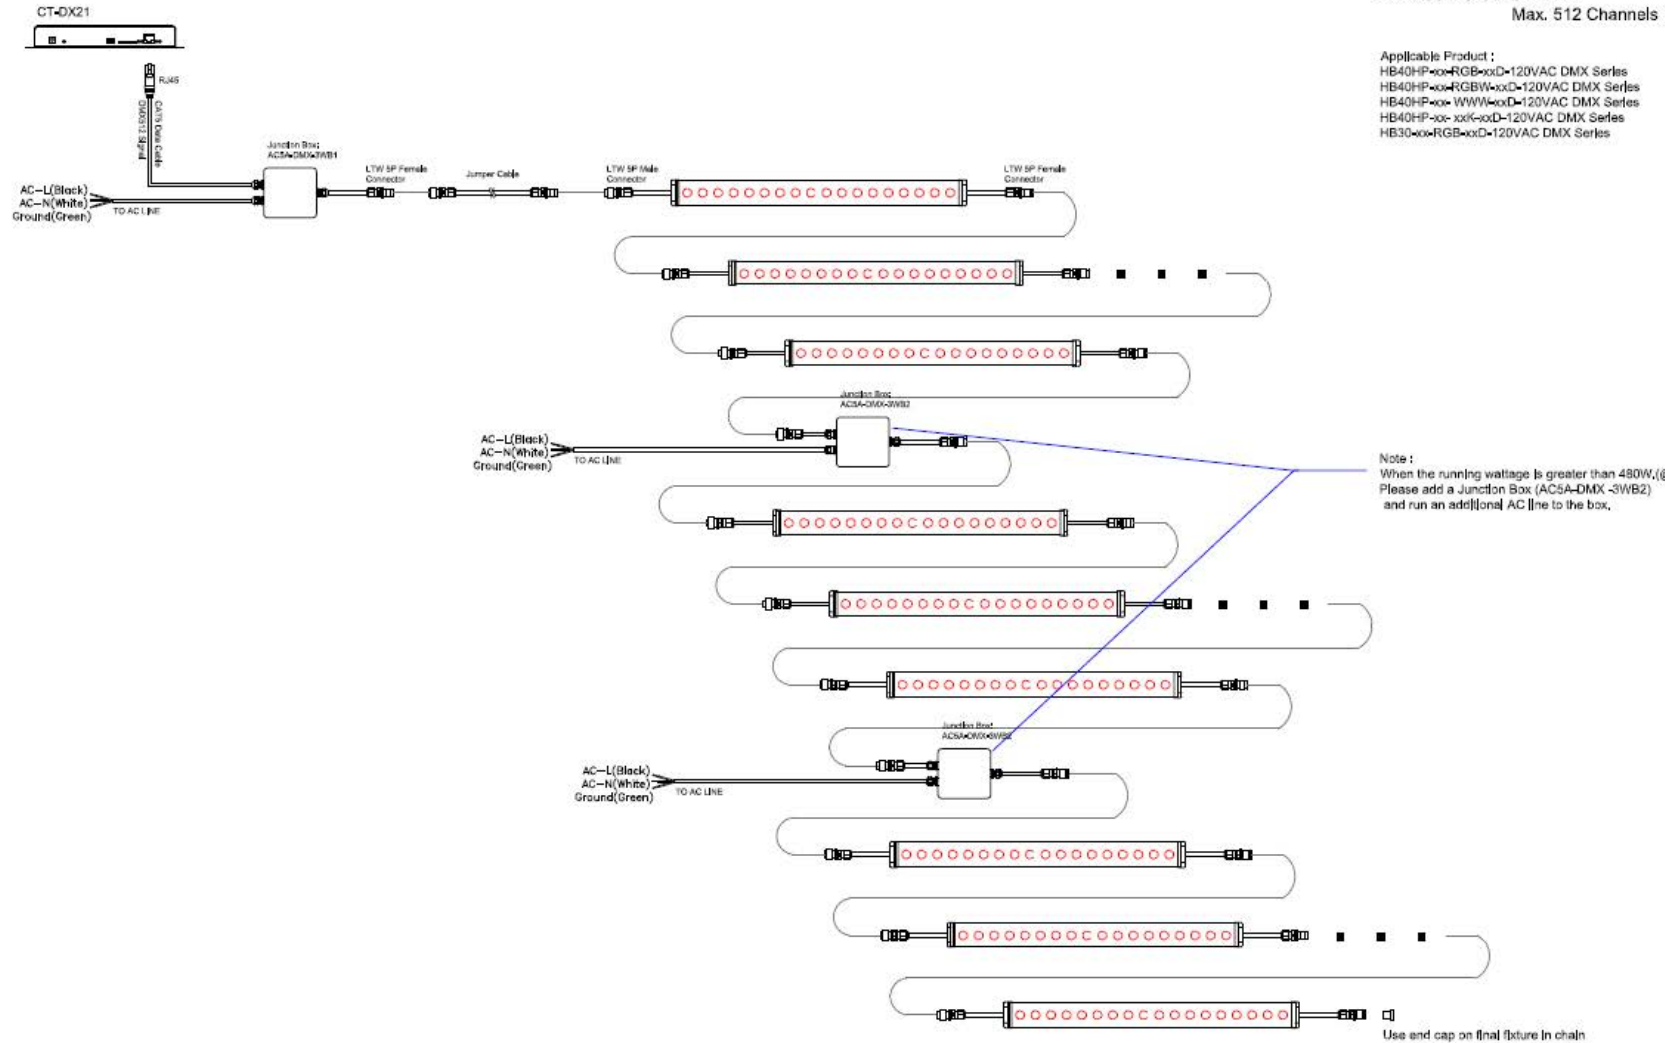 CT-DX21
Max. 512 Channels
Applicable Product :
HB40HP-xx-RGB-xxD-120VAC DMX Series
HB40HP-xx-RGBW-xxD-120VAC DMX Series
HB40HP-xx- WWW-xxD-120VAC DMX Series
HB40HP-xx- xxK-xxD-120VAC DMX Series
HB30-xx-RGB-xxD-120VAC DMX Series
RJ45
CAT5 Data Cable
DMX512 Signal
Junction Box:
AC5A-DMX-3WB1
AC-L(Black)
AC-N(White)
Ground(Green)
TO AC LINE
LTW 5P Female
Connector
Jumper Cable
LTW 5P Male
Connector
LTW 5P Female
Connector
Junction Box:
AC5A-DMX-3WB2
AC-L(Black)
AC-N(White)
Ground(Green)
TO AC LINE
Note :
When the running wattage is greater than 480W.(@
Please add a Junction Box (AC5A-DMX -3WB2)
and run an additional AC line to the box.
Junction Box:
AC5A-DMX-3WB2
AC-L(Black)
AC-N(White)
Ground(Green)
TO AC LINE
Use end cap on final fixture in chain